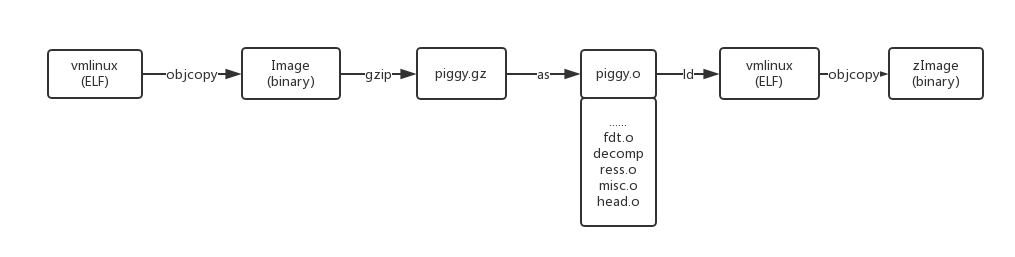 vmlinux
(ELF)
objcopy
Image
(binary)
gzip
piggy.gz
as
piggy.o
ld
vmlinux
(ELF)
objcopy
zImage
(binary)
......
fdt.o
decomp
ress.o
misc.o
head.o